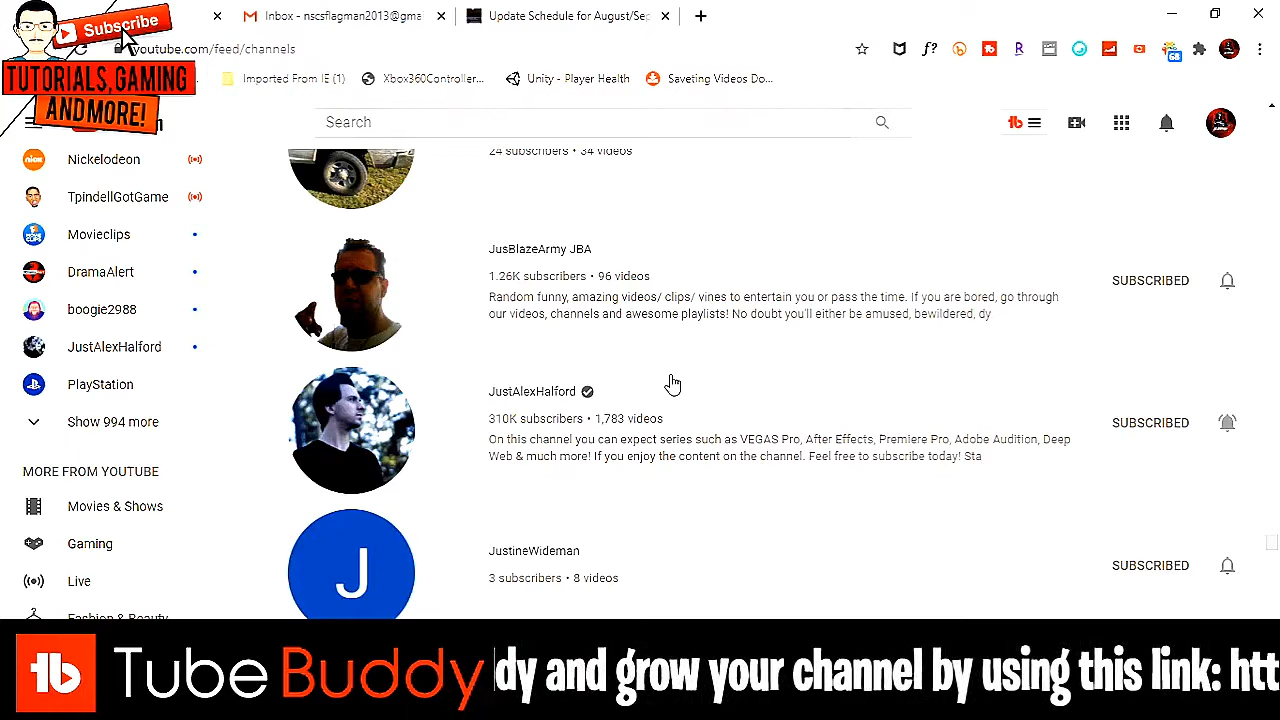 Subscribe
TUTORIALS, GAMING
AND MORE!
Inbox - nscsflagman2013@gma
Update Schedule for August/Sep
youtube.com/feed/channels
Imported From IE (1)
Xbox360Controller...
Unity - Player Health
Saveting Videos Do...
Search
Nickelodeon
TpindellGotGame
Movieclips
DramaAlert
boogie2988
JustAlexHalford
PlayStation
Show 994 more
MORE FROM YOUTUBE
Movies & Shows
Gaming
Live
Fashion & Beauty
24 subscribers • 34 videos
JusBlazeArmy JBA
1.26K subscribers • 96 videos
Random funny, amazing videos/ clips/ vines to entertain you or pass the time. If you are bored, go through
our videos, channels and awesome playlists! No doubt you'll either be amused, bewildered, dy
SUBSCRIBED
JustAlexHalford
310K subscribers • 1,783 videos
On this channel you can expect series such as VEGAS Pro, After Effects, Premiere Pro, Adobe Audition, Deep
Web & much more! If you enjoy the content on the channel. Feel free to subscribe today! Sta
SUBSCRIBED
J
JustineWideman
3 subscribers • 8 videos
SUBSCRIBED
tb TubeBuddy
dy and grow your channel by using this link: htt